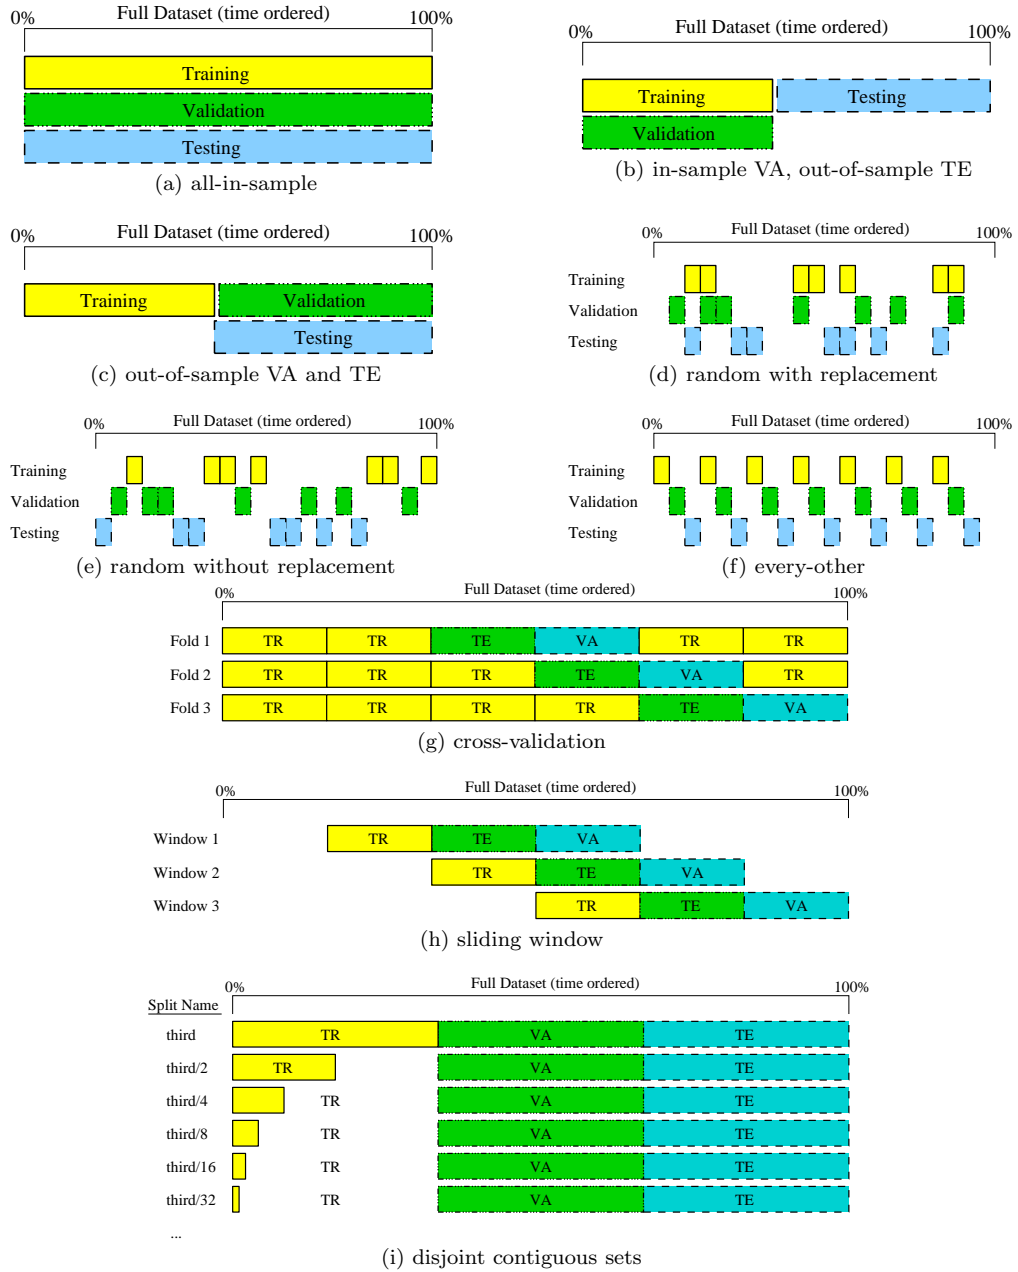 Full Dataset (time ordered)
0% 100%
Training
Validation
Testing
(a) all-in-sample
Full Dataset (time ordered)
0% 100%
Training Testing
Validation
(b) in-sample VA, out-of-sample TE
Full Dataset (time ordered)
0% 100%
Training Validation
Testing
(c) out-of-sample VA and TE
Full Dataset (time ordered)
0% 100%
Training
Validation
Testing
(d) random with replacement
Full Dataset (time ordered)
0% 100%
Training
Validation
Testing
(e) random without replacement
Full Dataset (time ordered)
0% 100%
Training
Validation
Testing
(f) every-other
Full Dataset (time ordered)
0% 100%
Fold 1 TR TR TE VA TR TR
Fold 2 TR TR TR TE VA TR
Fold 3 TR TR TR TR TE VA
(g) cross-validation
Full Dataset (time ordered)
0% 100%
Window 1 TR TE VA
Window 2 TR TE VA
Window 3 TR TE VA
(h) sliding window
Full Dataset (time ordered)
0% 100%
Split Name
third TR VA TE
third/2 TR VA TE
third/4 TR VA TE
third/8 TR VA TE
third/16 TR VA TE
third/32 TR VA TE
...
(i) disjoint contiguous sets